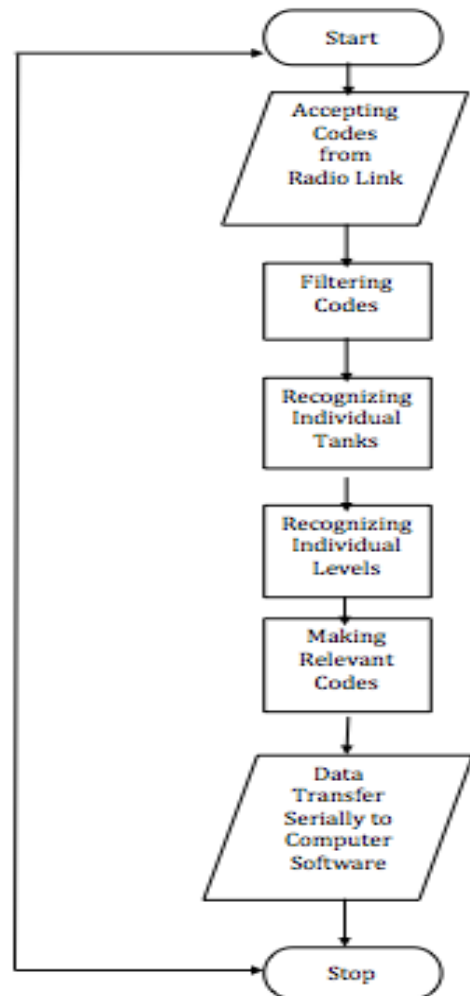 Start
Accepting
Codes
from
Radio Link
Filtering
Codes
Recognizing
Individual
Tanks
Recognizing
Individual
Levels
Making
Relevant
Codes
Data
Transfer
Serially to
Computer
Software
Stop